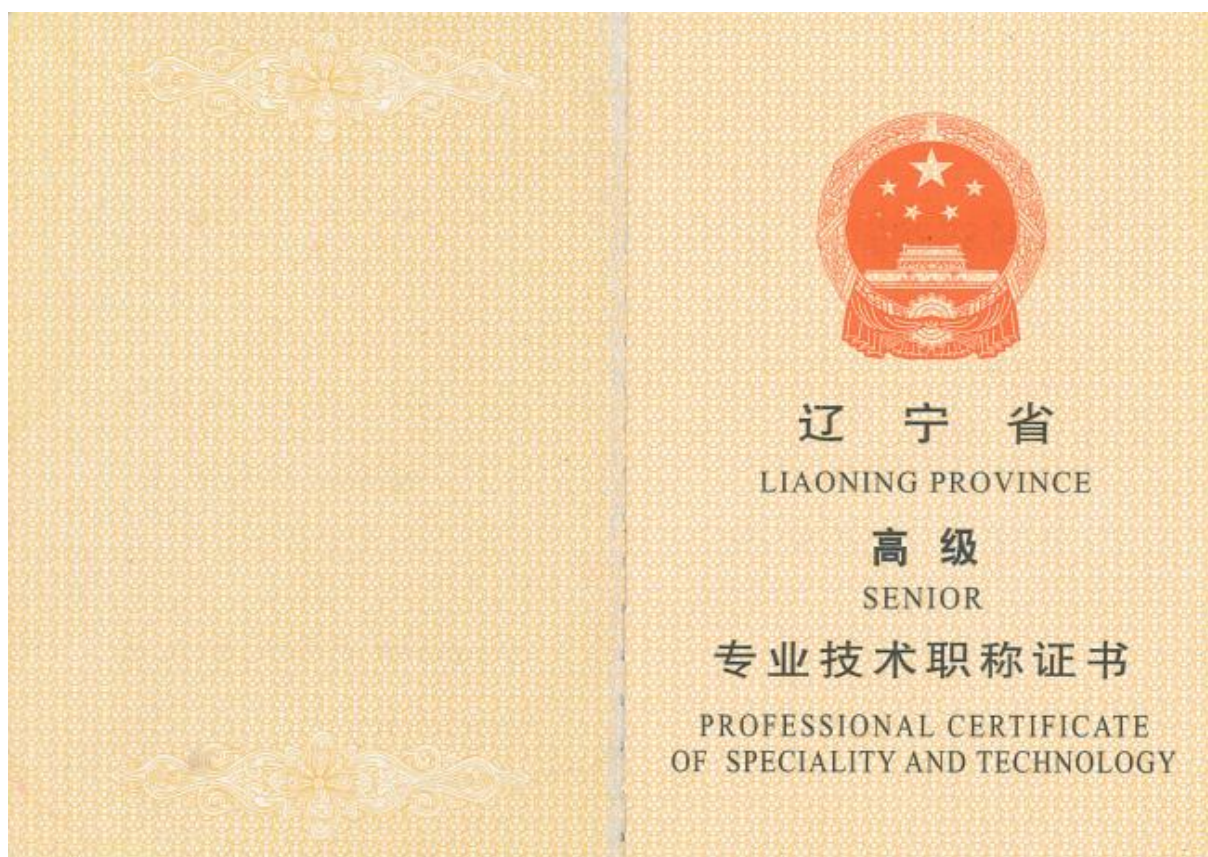 辽宁省
LIAONING PROVINCE
高级
SENIOR
专业技术职称证书
PROFESSIONAL CERTIFICATE
OF SPECIALITY AND TECHNOLOGY